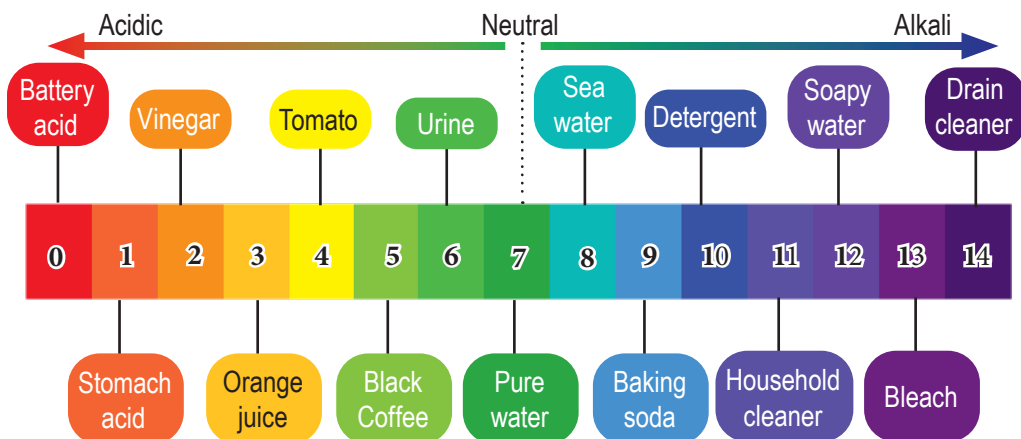 Acidic Neutral Alkali
Battery acid
Vinegar
Tomato
Urine
Sea water
Detergent
Soapy water
Drain cleaner
0 1 2 3 4 5 6 7 8 9 10 11 12 13 14
Stomach acid
Orange juice
Black Coffee
Pure water
Baking soda
Household cleaner
Bleach